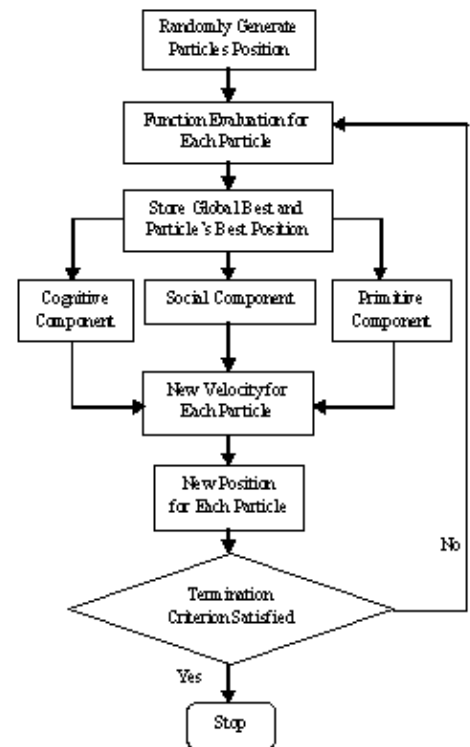 Randomly Generate
Particles Position
Function Evaluation for
Each Particle
Store Global Best and
Particle's Best Position
Cognitive
Component
Social Component
Primitive
Component
New Velocity for
Each Particle
New Position
for Each Particle
No
Termination
Criterion Satisfied
Yes
Stop